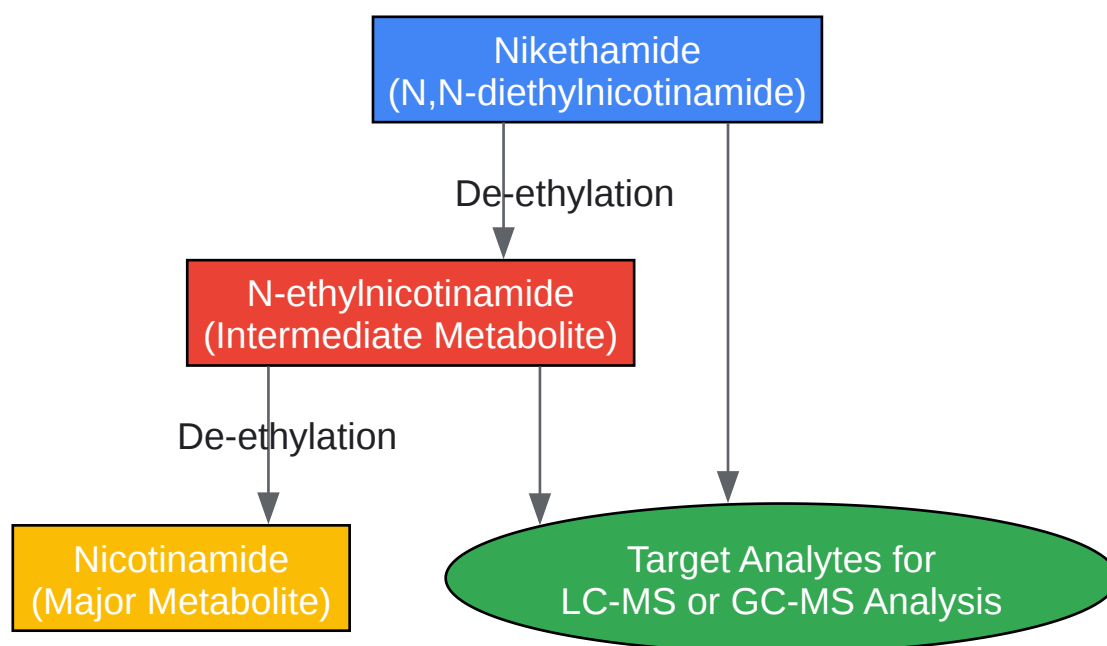 Nikethamide
(N,N-diethylnicotinamide)
De-ethylation
N-ethylnicotinamide
(Intermediate Metabolite)
De-ethylation
Nicotinamide
(Major Metabolite)
Target Analytes for
LC-MS or GC-MS Analysis